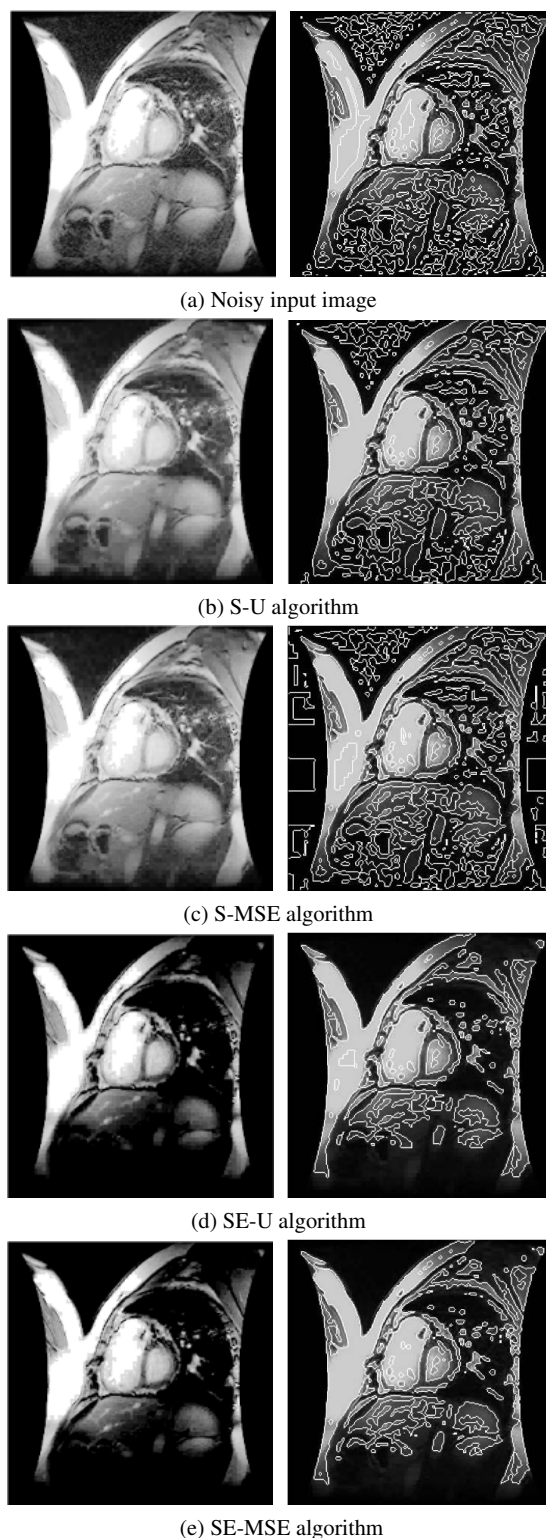 (a) Noisy input image
(b) S-U algorithm
(c) S-MSE algorithm
(d) SE-U algorithm
(e) SE-MSE algorithm